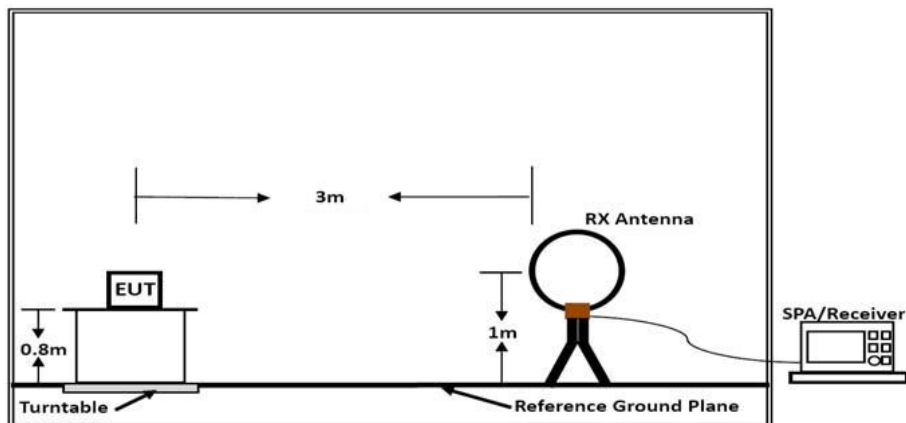 3m
RX Antenna
EUT
SPA/Receiver
0.8m
1m
Turntable
Reference Ground Plane